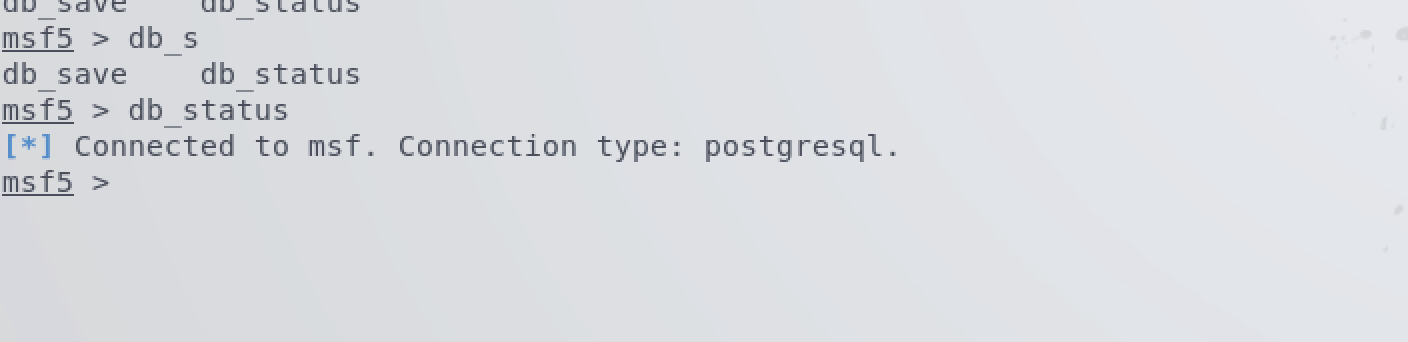 db_save    db_status
msf5 > db_s
db_save    db_status
msf5 > db_status
[*] Connected to msf. Connection type: postgresql.
msf5 >